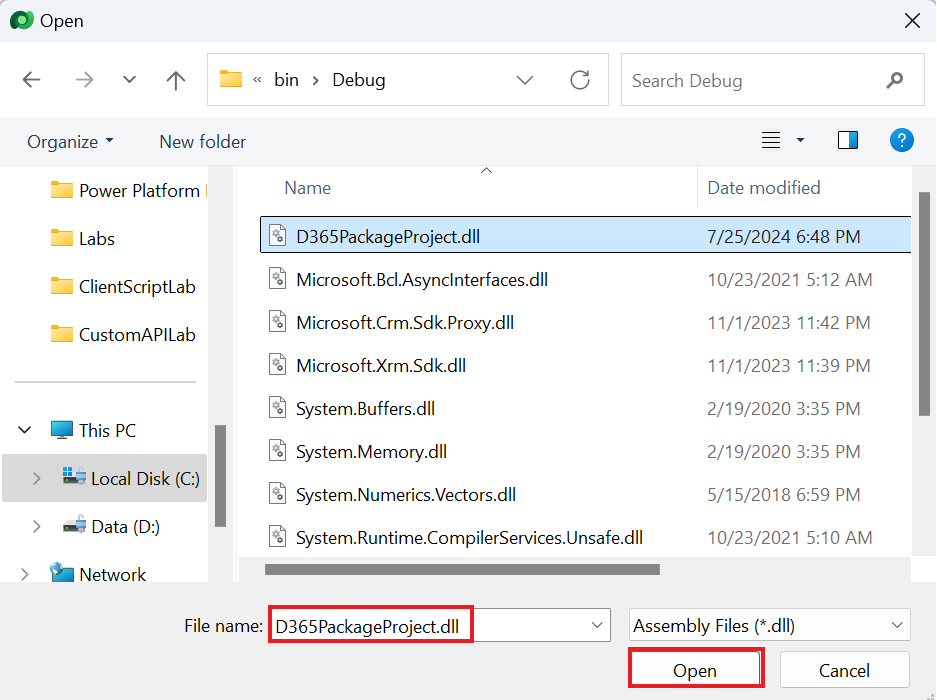 Open
« bin › Debug
Search Debug
Organize
New folder
?
Power Platform
Labs
ClientScriptLab
CustomAPILab
This PC
Local Disk (C:)
Data (D:)
Network
Name Date modified
D365PackageProject.dll 7/25/2024 6:48 PM
Microsoft.Bcl.AsyncInterfaces.dll 10/23/2021 5:12 AM
Microsoft.Crm.Sdk.Proxy.dll 11/1/2023 11:42 PM
Microsoft.Xrm.Sdk.dll 11/1/2023 11:39 PM
System.Buffers.dll 2/19/2020 3:35 PM
System.Memory.dll 2/19/2020 3:35 PM
System.Numerics.Vectors.dll 5/15/2018 6:59 PM
System.Runtime.CompilerServices.Unsafe.dll 10/23/2021 5:10 AM
File name: D365PackageProject.dll
Assembly Files (*.dll)
Open
Cancel